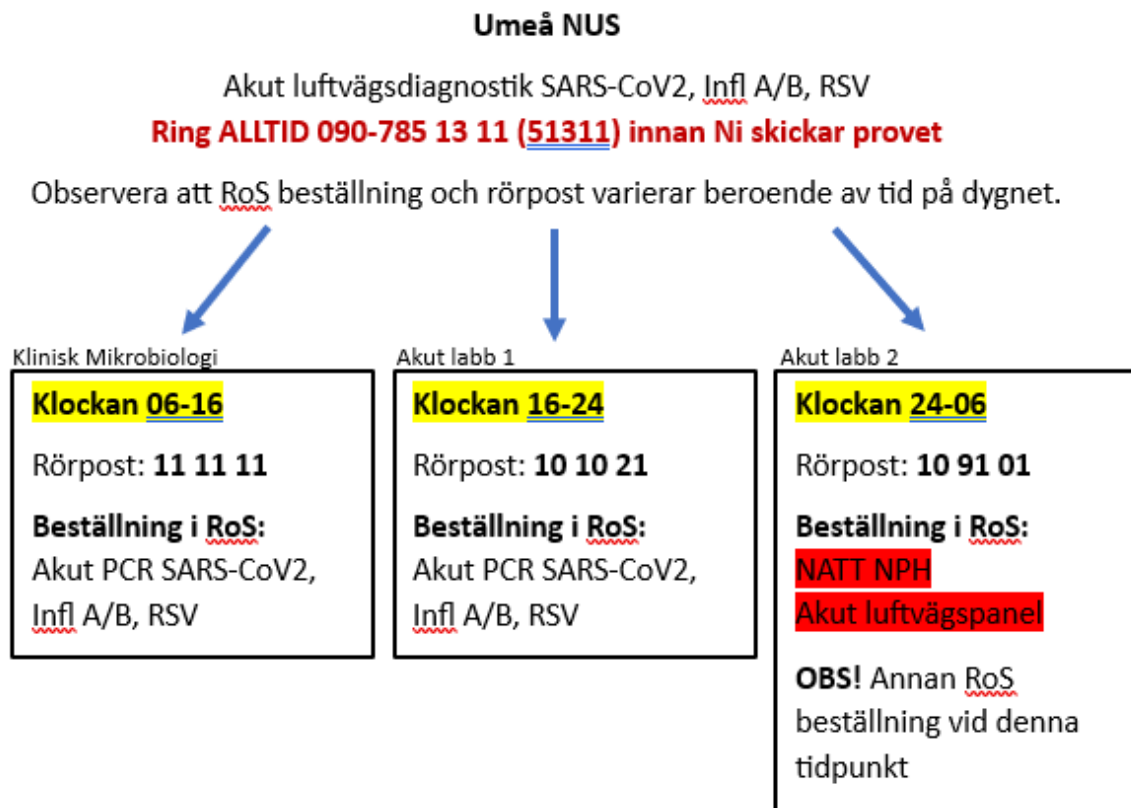 Umeå NUS
Akut luftvägsdiagnostik SARS-CoV2, Infl A/B, RSV
Ring ALLTID 090-785 13 11 (51311) innan Ni skickar provet
Observera att RoS beställning och rörpost varierar beroende av tid på dygnet.
Klinisk Mikrobiologi
Klockan 06-16
Rörpost: 11 11 11
Beställning i RoS:
Akut PCR SARS-CoV2,
Infl A/B, RSV
Akut labb 1
Klockan 16-24
Rörpost: 10 10 21
Beställning i RoS:
Akut PCR SARS-CoV2,
Infl A/B, RSV
Akut labb 2
Klockan 24-06
Rörpost: 10 91 01
Beställning i RoS:
NATT NPH
Akut luftvägspanel
OBS! Annan RoS
beställning vid denna
tidpunkt